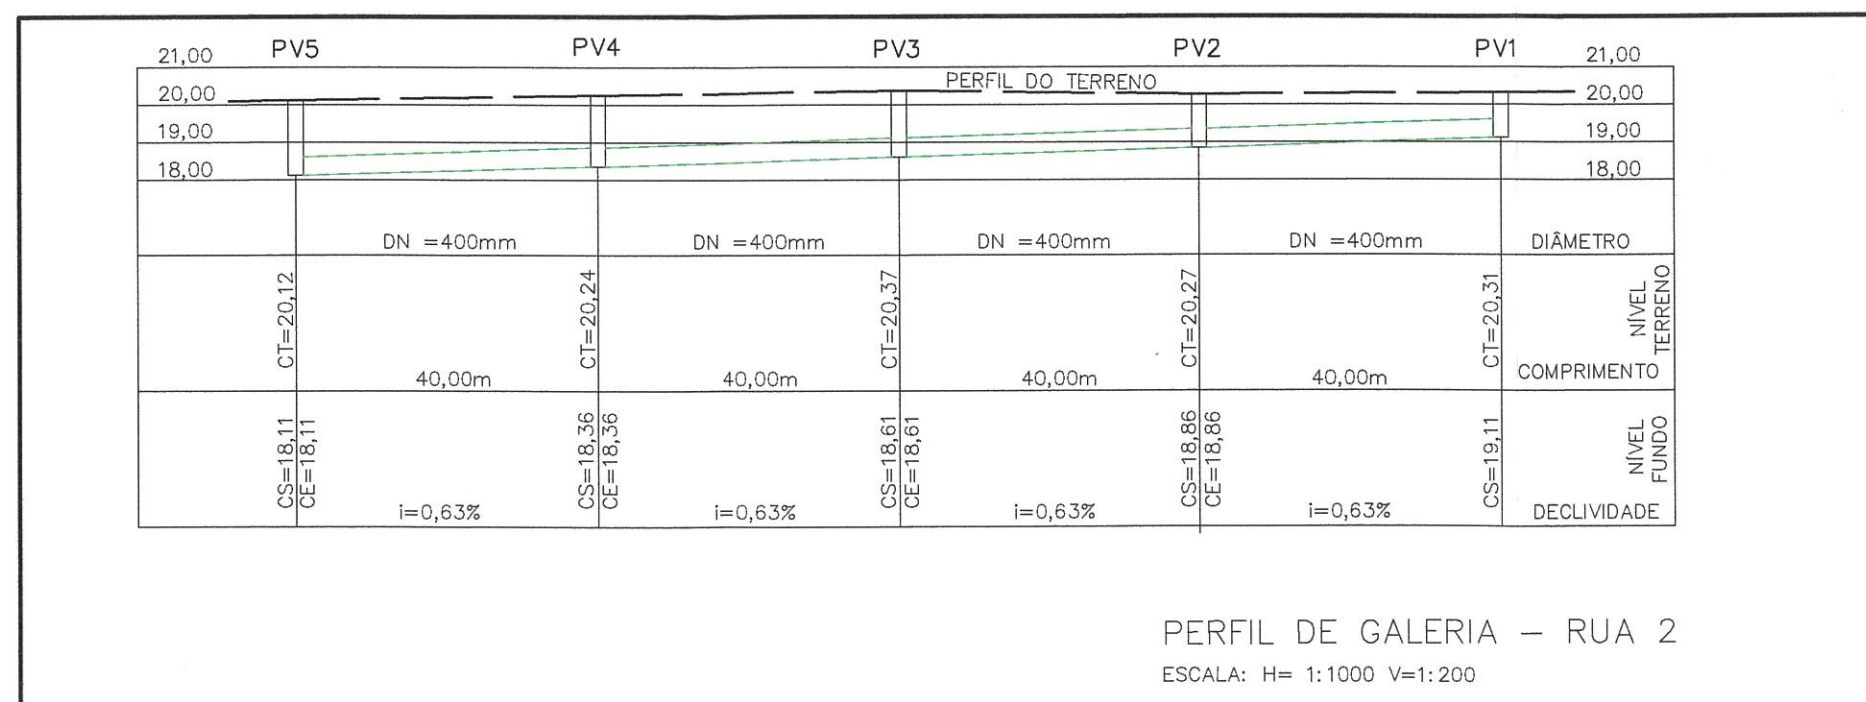 PV5 PV4 PV3 PV2 PV1
21,00 21,00
PERFIL DO TERRENO
20,00 20,00
19,00 19,00
18,00 18,00
DN =400mm DN =400mm DN =400mm DN =400mm DIÂMETRO
CT=20,12 CT=20,24 CT=20,37 CT=20,27 CT=20,31 NÍVEL TERRENO
40,00m 40,00m 40,00m 40,00m COMPRIMENTO
CS=18,11 CE=18,11 CS=18,36 CE=18,36 CS=18,61 CE=18,61 CS=18,86 CE=18,86 CS=19,11 NÍVEL FUNDO
i=0,63% i=0,63% i=0,63% i=0,63% DECLIVIDADE
PERFIL DE GALERIA – RUA 2
ESCALA: H= 1:1000 V=1:200